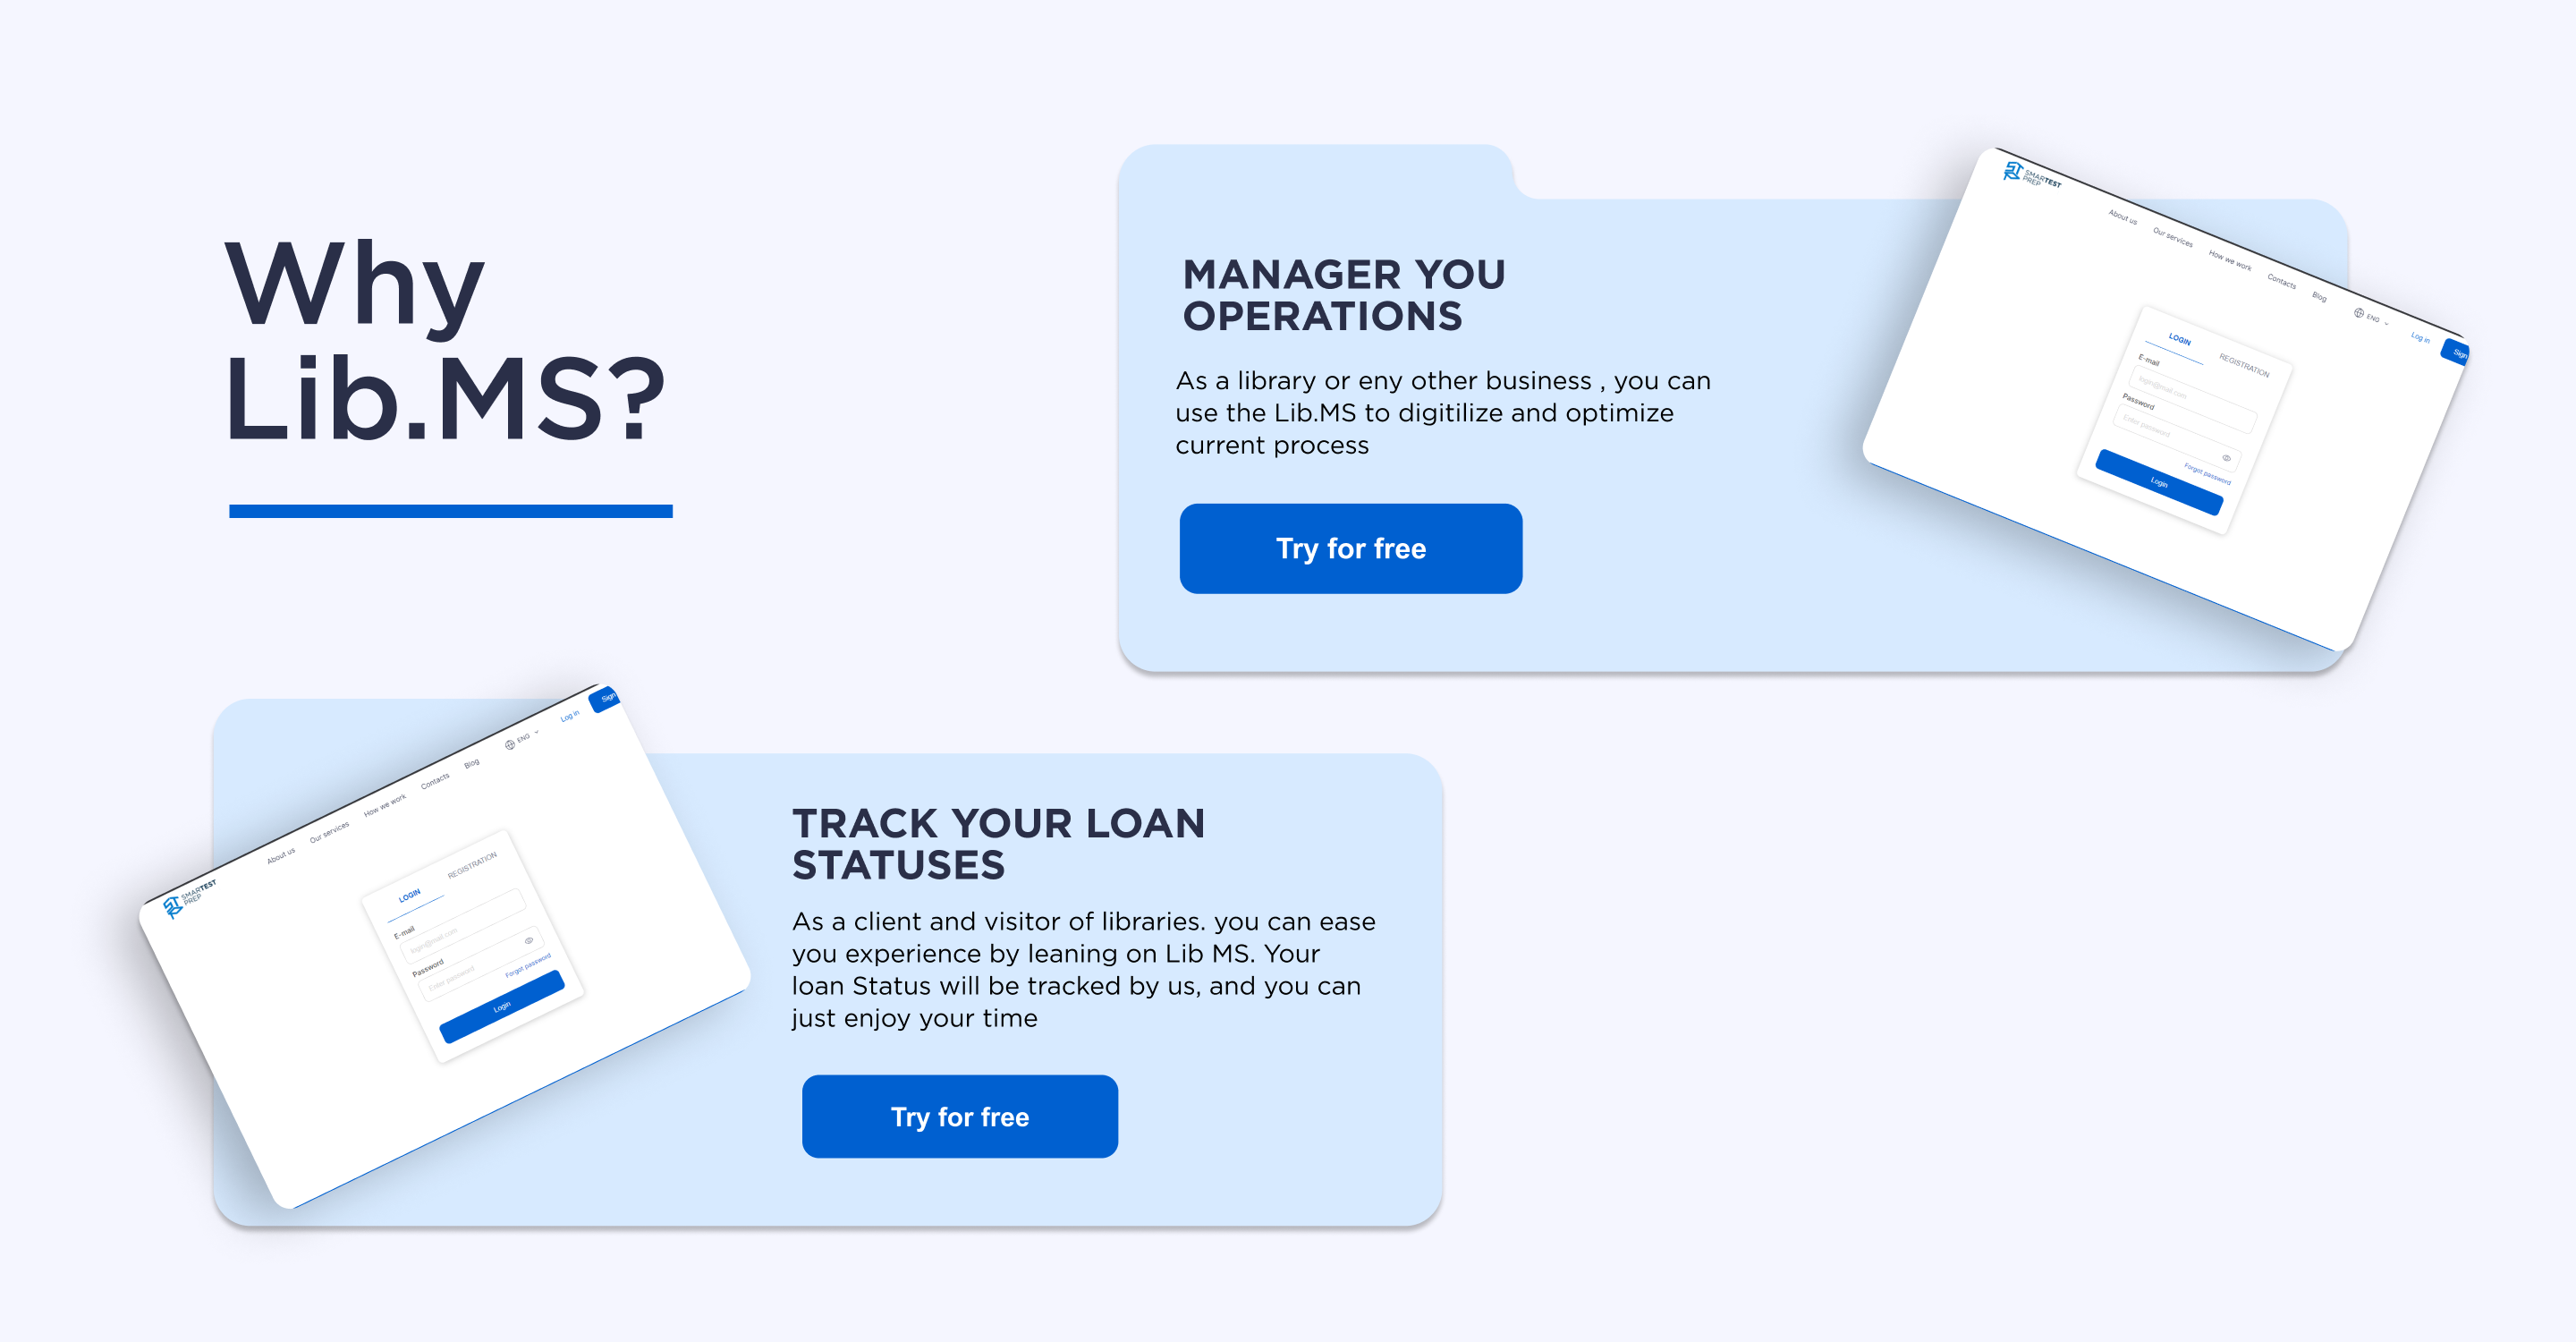 Why
Lib.MS?
MANAGER YOU
OPERATIONS
As a library or eny other business , you can
use the Lib.MS to digitilize and optimize
current process
Try for free
SMARTEST
PREP
About us
Our services
How we work
Contacts
Blog
ENG
Log in
Sign
LOGIN
REGISTRATION
E-mail
login@mail.com
Password
Enter password
Forgot password
Login
SMARTEST
PREP
About us
Our services
How we work
Contacts
Blog
ENG
Log in
Sign
LOGIN
REGISTRATION
E-mail
login@mail.com
Password
Enter password
Forgot password
Login
TRACK YOUR LOAN
STATUSES
As a client and visitor of libraries. you can ease
you experience by leaning on Lib MS. Your
loan Status will be tracked by us, and you can
just enjoy your time
Try for free